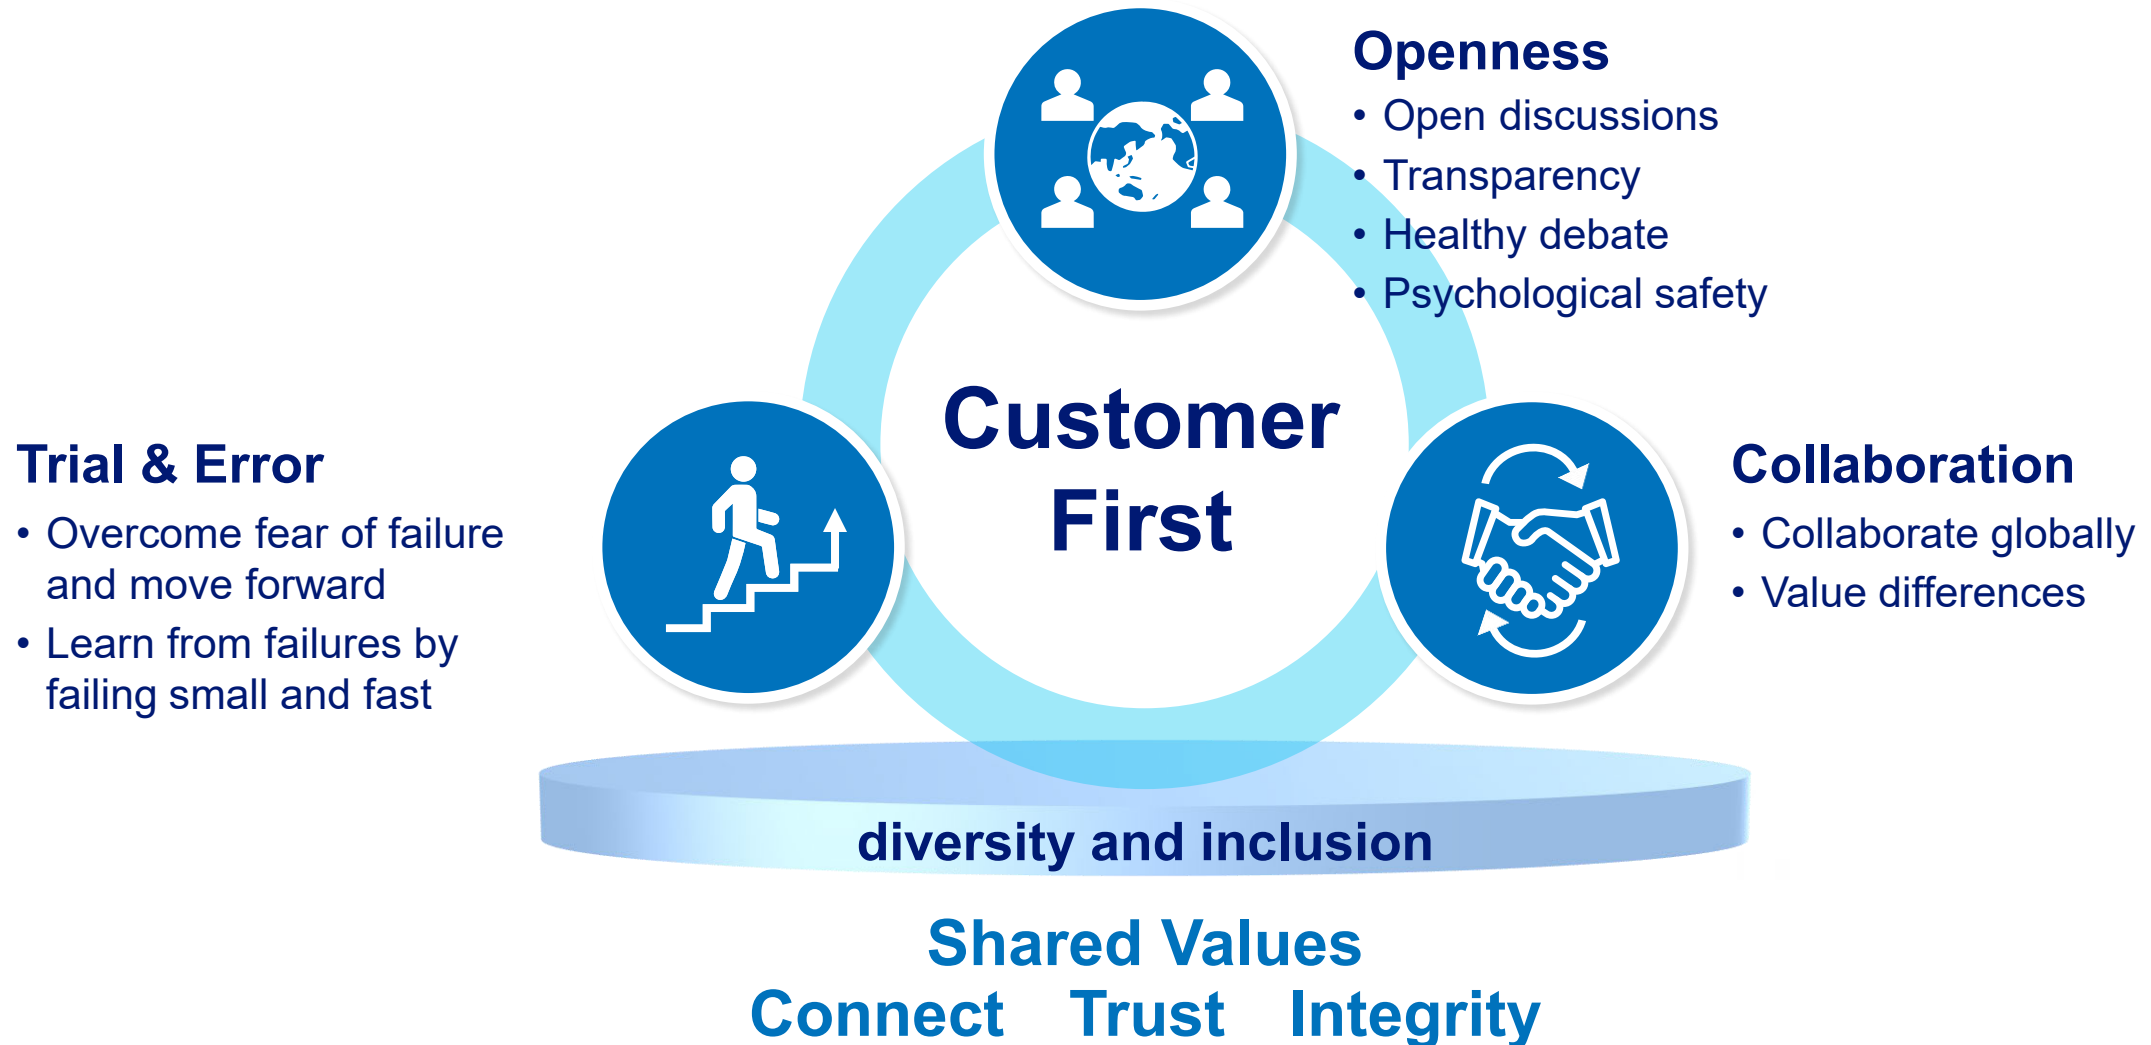 Openness
• Open discussions
• Transparency
• Healthy debate
• Psychological safety
Customer
First
Trial & Error
• Overcome fear of failure
and move forward
• Learn from failures by
failing small and fast
Collaboration
• Collaborate globally
• Value differences
diversity and inclusion
Shared Values
Connect Trust Integrity